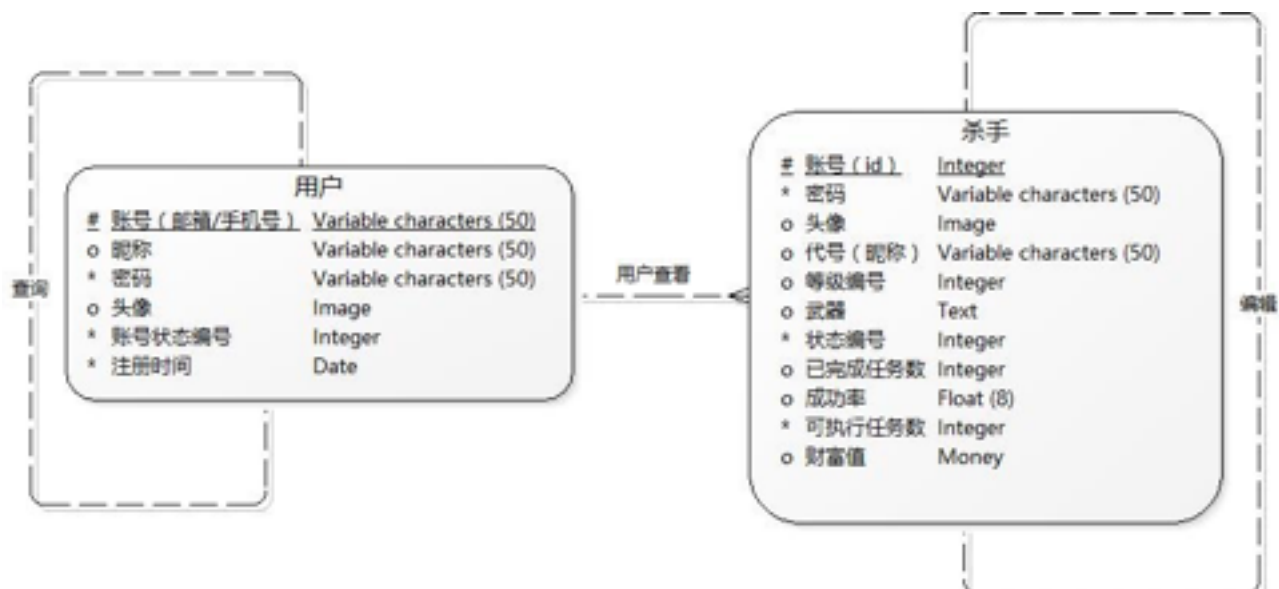 用户
# 账号（邮箱/手机号） Variable characters (50)
o 昵称 Variable characters (50)
* 密码 Variable characters (50)
o 头像 Image
* 账号状态编号 Integer
* 注册时间 Date
查询
用户查看
杀手
# 账号（id） Integer
* 密码 Variable characters (50)
o 头像 Image
o 代号（昵称） Variable characters (50)
o 等级编号 Integer
o 武器 Text
* 状态编号 Integer
o 已完成任务数 Integer
o 成功率 Float (8)
* 可执行任务数 Integer
o 财富值 Money
编辑